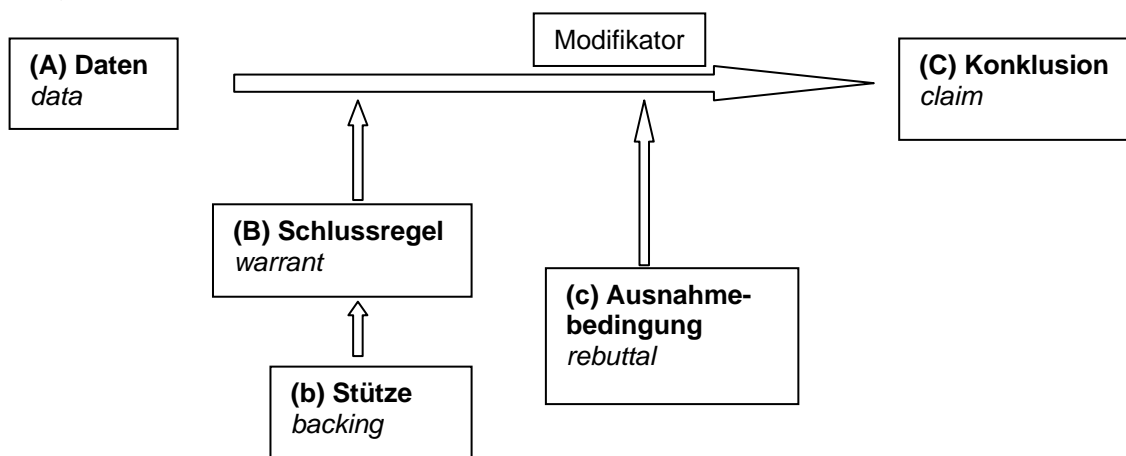 Modifikator
(A) Daten
data
(C) Konklusion
claim
(B) Schlussregel
warrant
(c) Ausnahme-
bedingung
rebuttal
(b) Stütze
backing